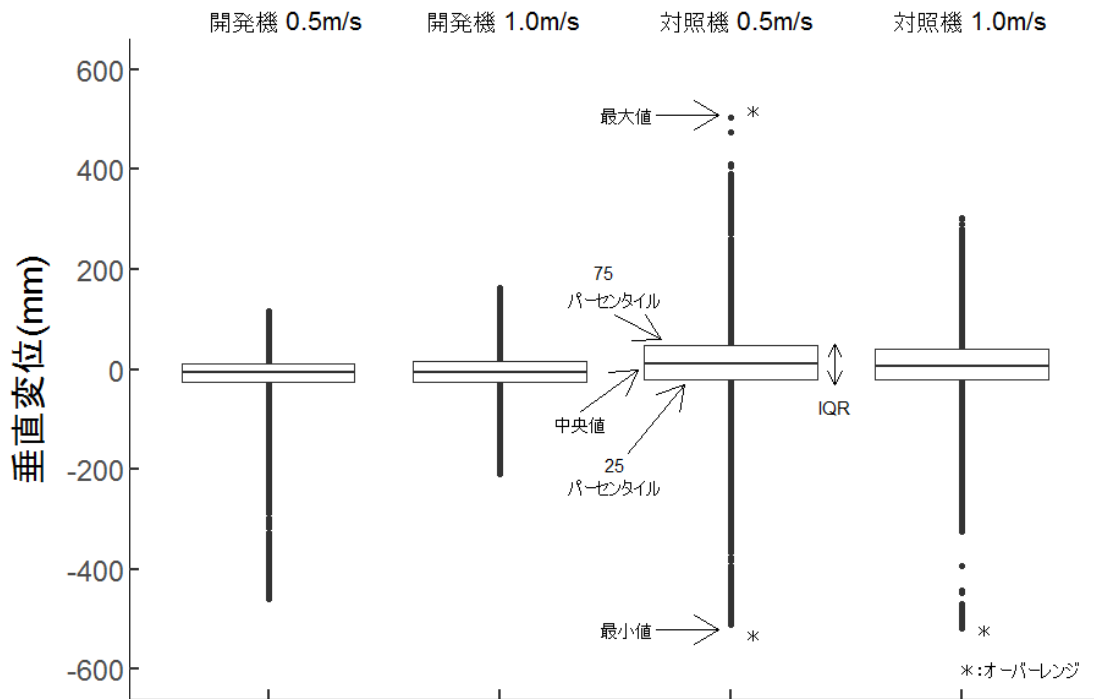 開発機 0.5m/s
開発機 1.0m/s
対照機 0.5m/s
対照機 1.0m/s
垂直変位(mm)
600
400
200
0
-200
-400
-600
最大値
*
75
パーセンタイル
中央値
25
パーセンタイル
IQR
最小値
*
*
*:オーバーレンジ